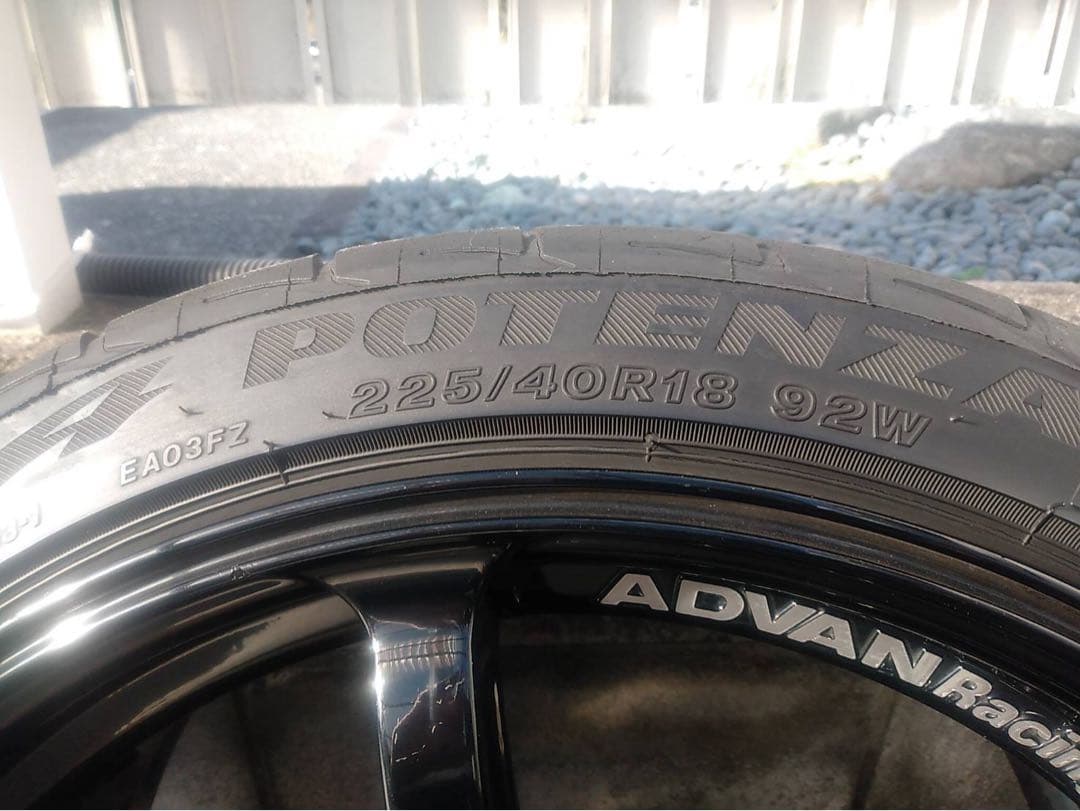 POTENZA
225/40R18 92W
EA03FZ
ADVAN Racin